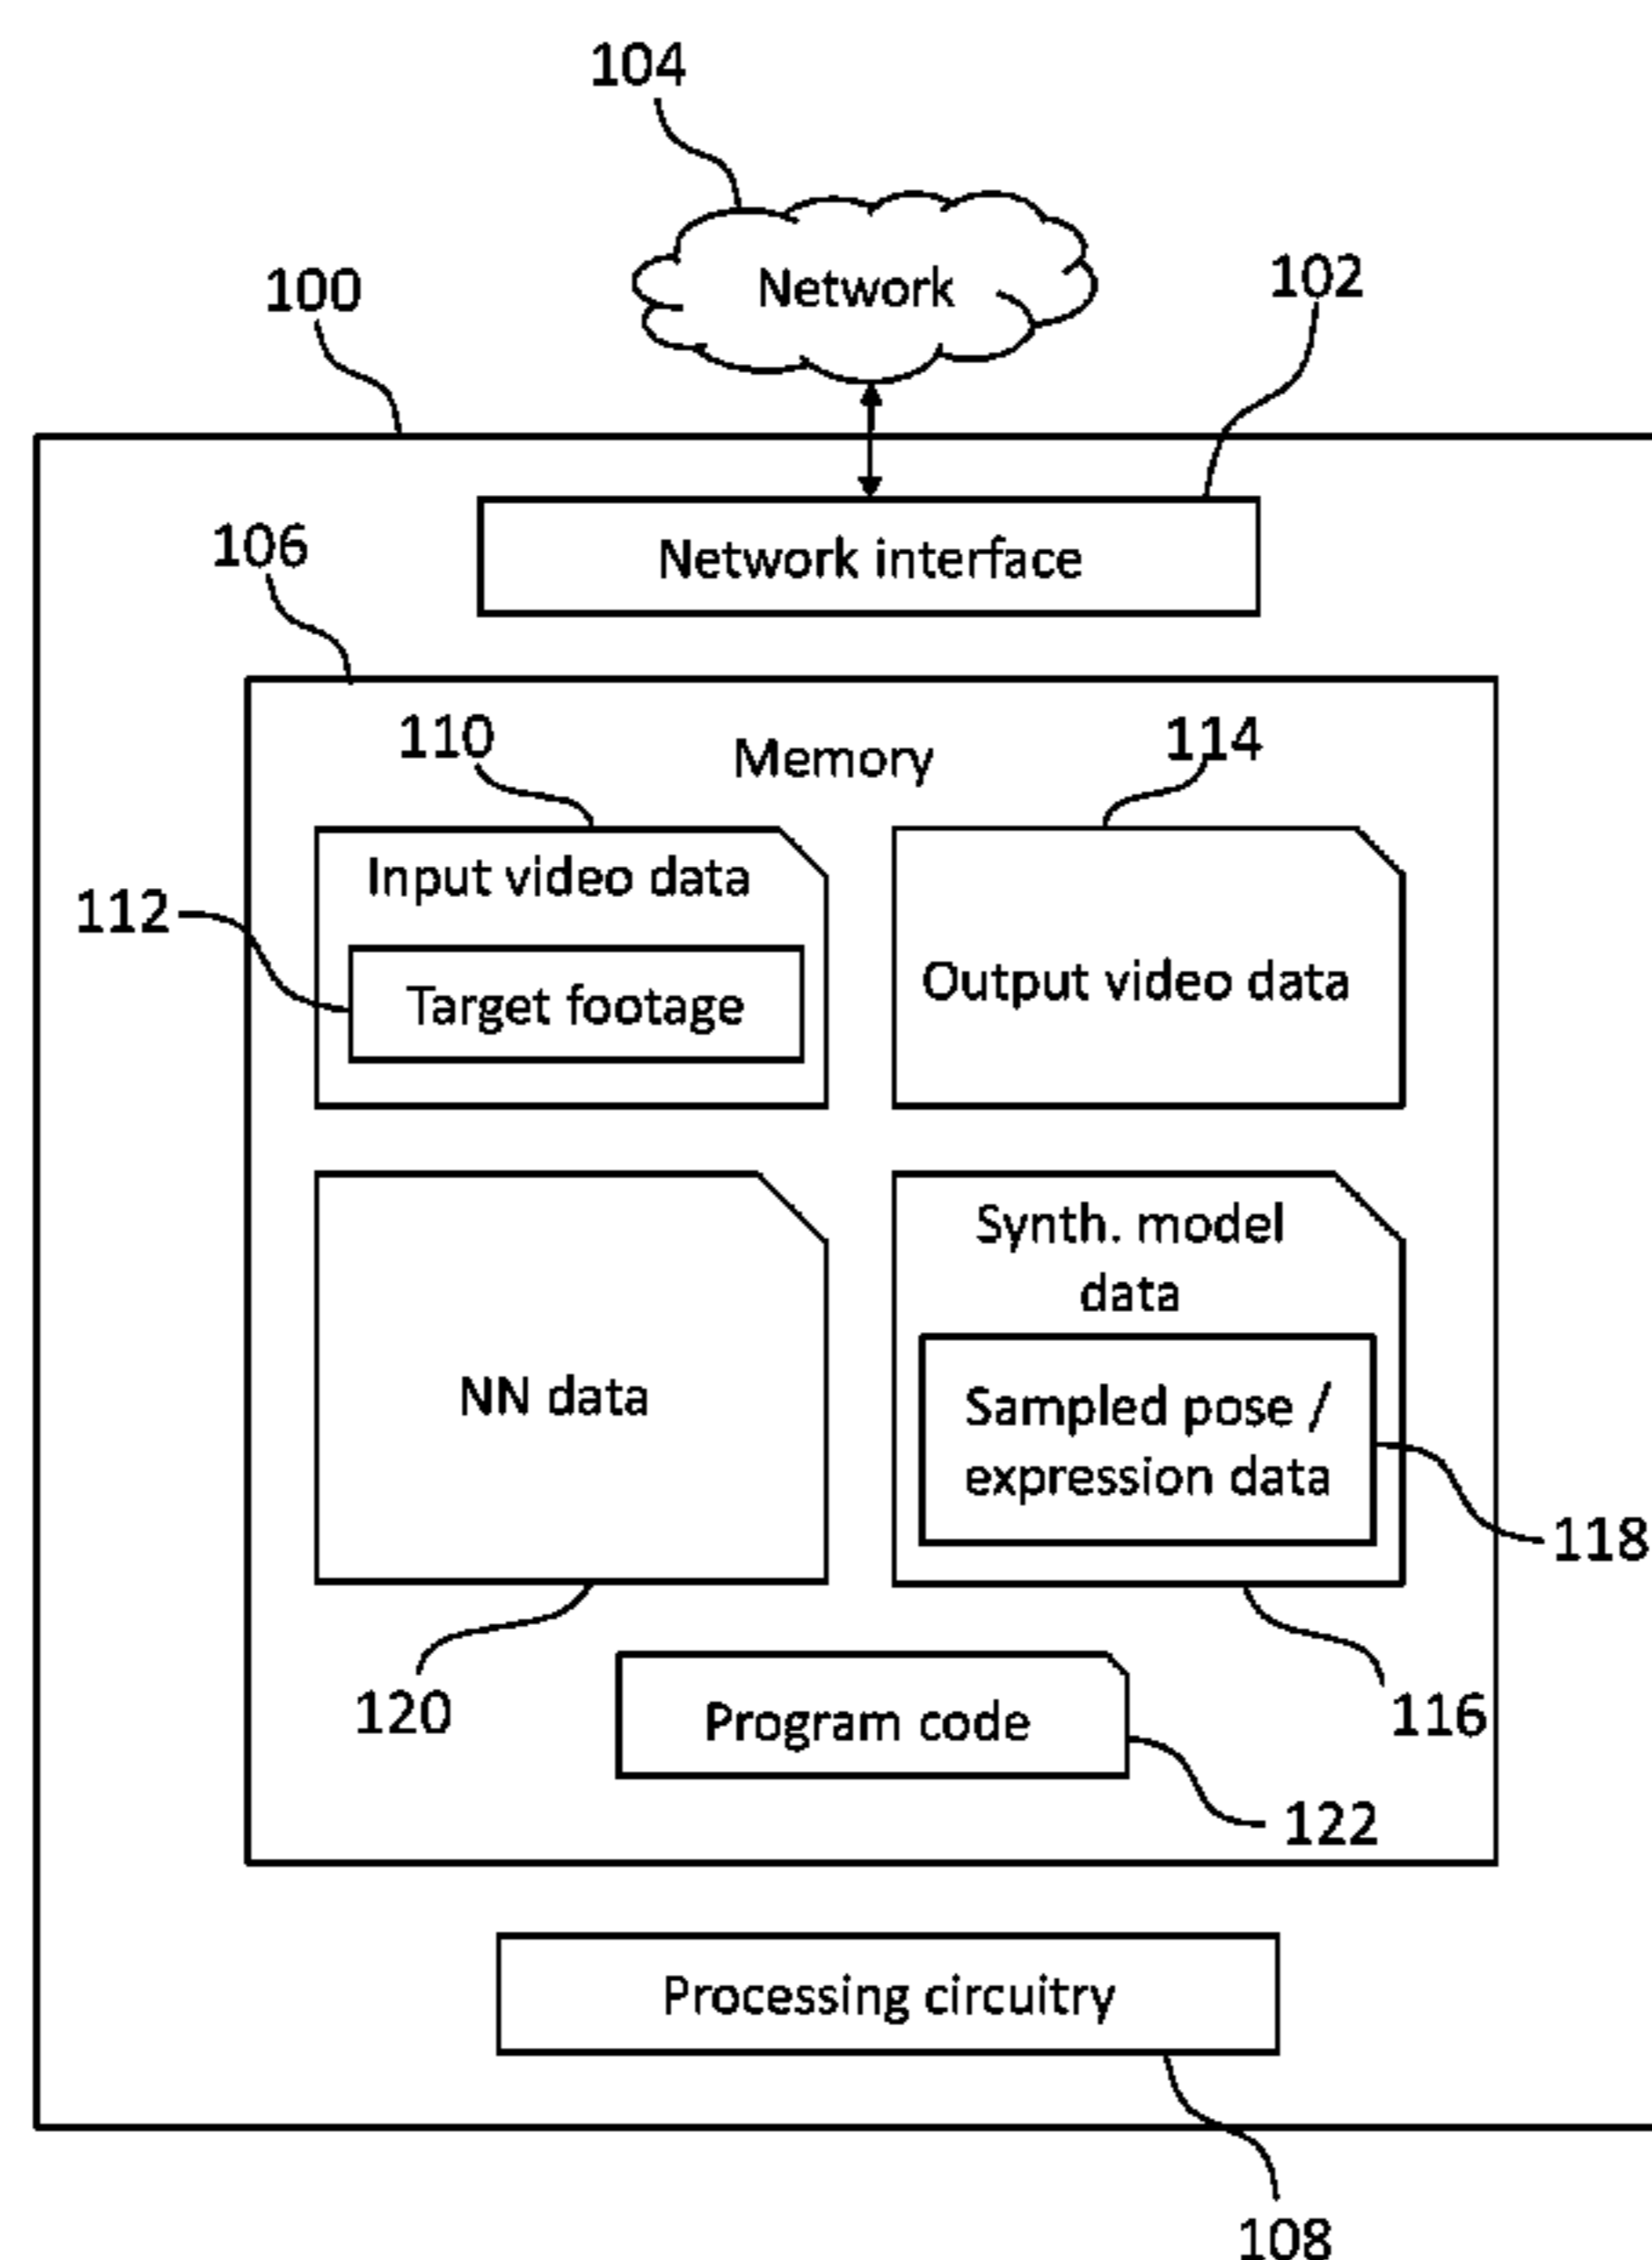 104
Network
100
102
Network interface
106
110
Memory
114
Input video data
112
Target footage
Output video data
Synth. model
data
NN data
Sampled pose /
expression data
118
120
Program code
116
122
Processing circuitry
108